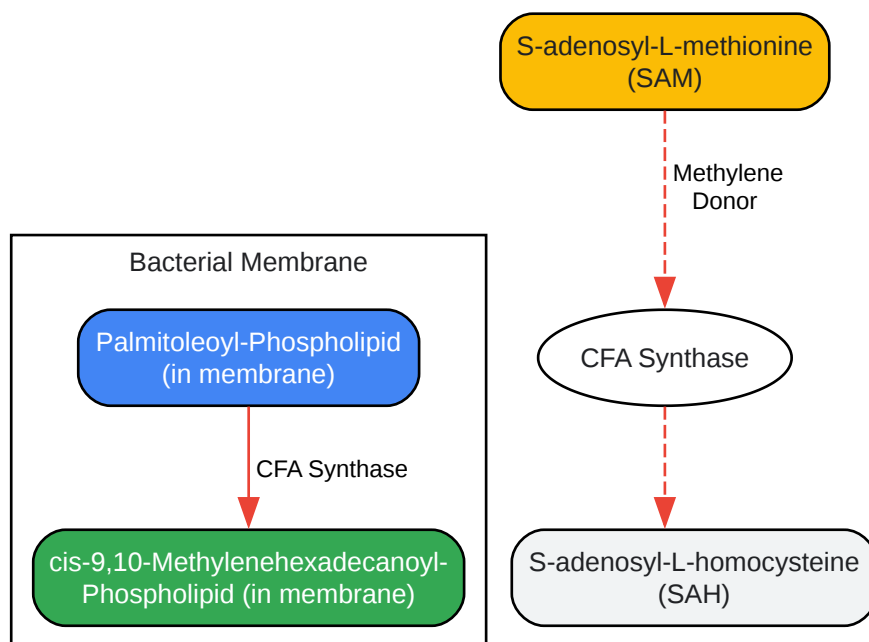 S-adenosyl-L-methionine
(SAM)
Methylene
Donor
Bacterial Membrane
Palmitoleoyl-Phospholipid
(in membrane)
CFA Synthase
CFA Synthase
cis-9,10-Methylenehexadecanoyl-
Phospholipid (in membrane)
S-adenosyl-L-homocysteine
(SAH)